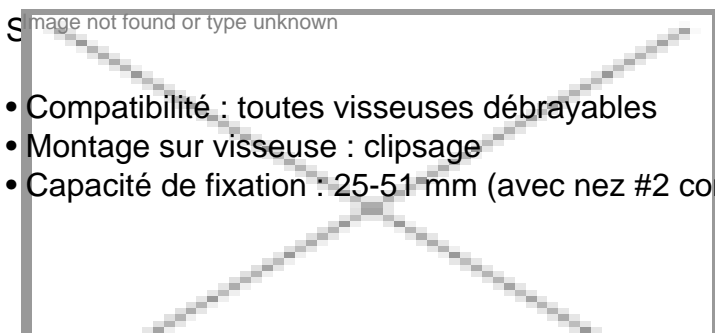 S
Image not found or type unknown
• Compatibilité : toutes visseuses débrayables
• Montage sur visseuse : clipsage
• Capacité de fixation : 25-51 mm (avec nez #2 co